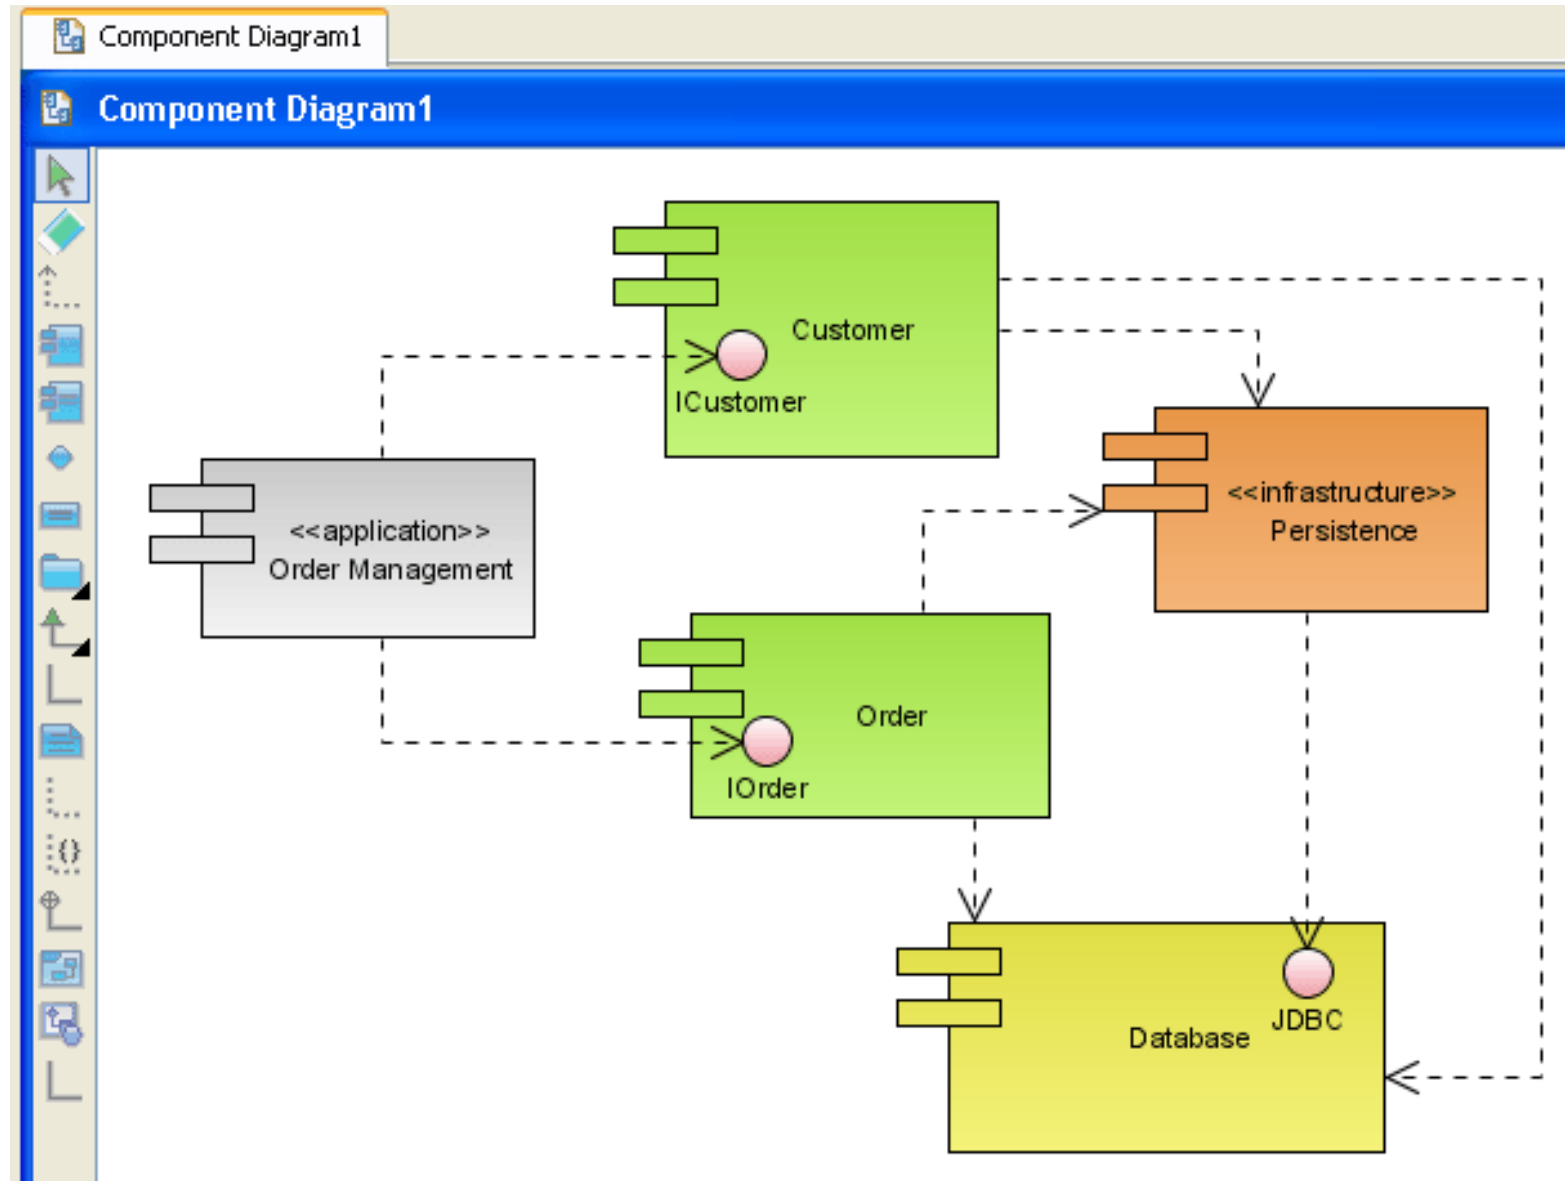 Component Diagram1
Component Diagram1
Customer
ICustomer
<<application>>
Order Management
<<infrastructure>>
Persistence
Order
IOrder
JDBC
Database